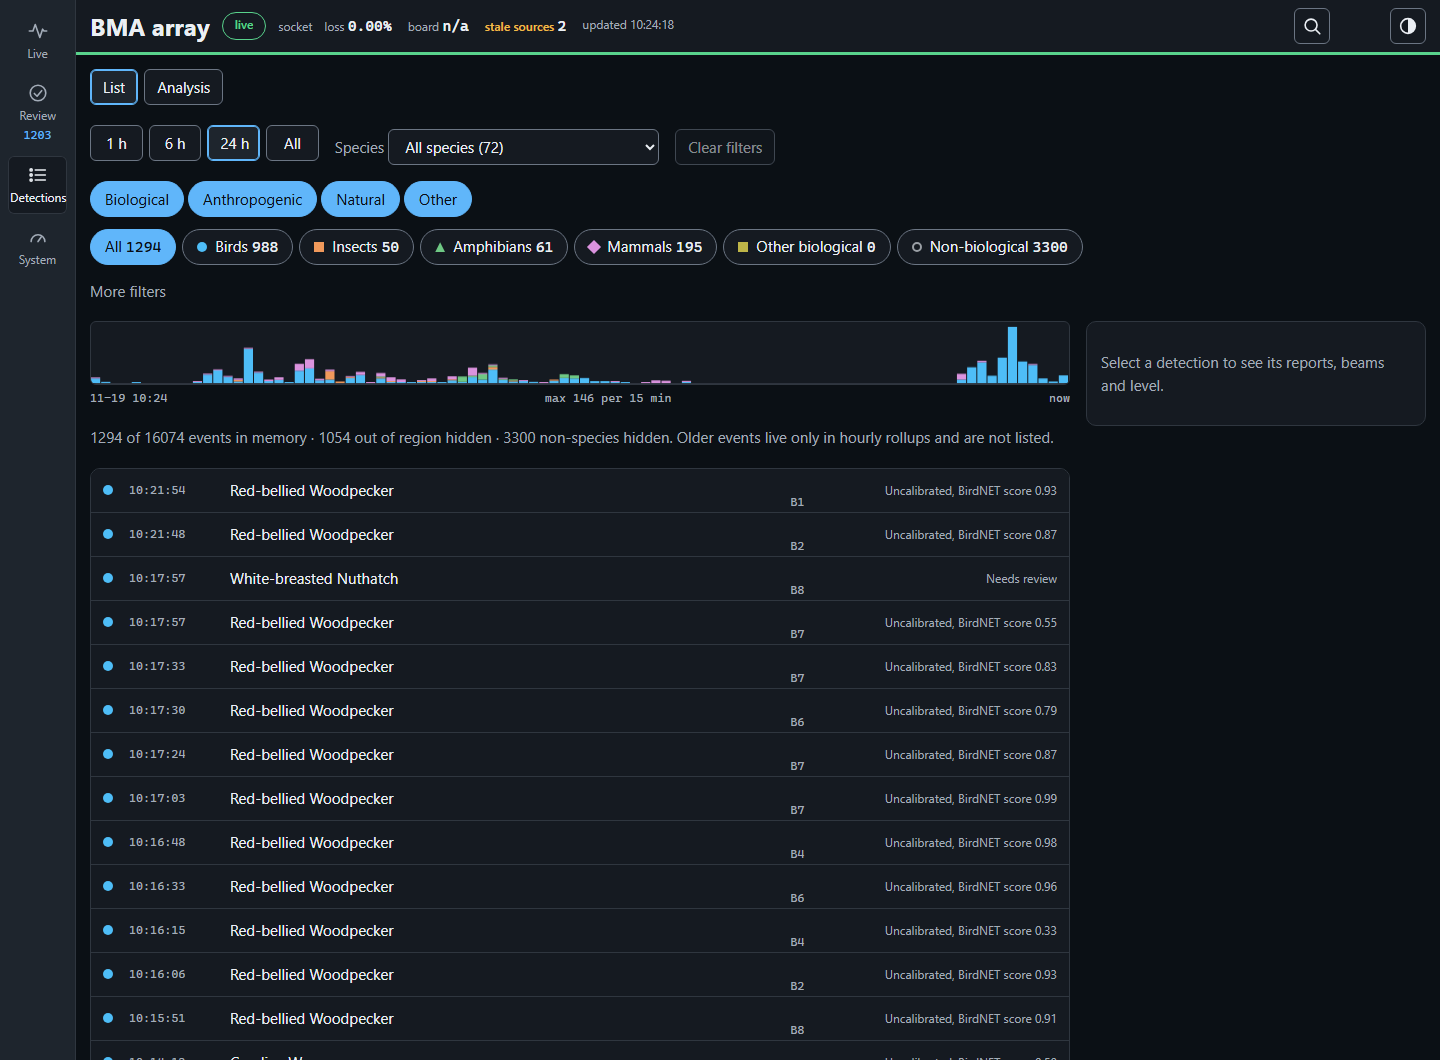 BMA array live socket loss 0.00% board n/a stale sources 2 updated 10:24:18
Live
Review
1203
Detections
System
List Analysis
1 h 6 h 24 h All Species All species (72) Clear filters
Biological Anthropogenic Natural Other
All 1294 Birds 988 Insects 50 Amphibians 61 Mammals 195 Other biological 0 Non-biological 3300
More filters
11-19 10:24 max 146 per 15 min now
Select a detection to see its reports, beams
and level.
1294 of 16074 events in memory · 1054 out of region hidden · 3300 non-species hidden. Older events live only in hourly rollups and are not listed.
10:21:54 Red-bellied Woodpecker B1 Uncalibrated, BirdNET score 0.93
10:21:48 Red-bellied Woodpecker B2 Uncalibrated, BirdNET score 0.87
10:17:57 White-breasted Nuthatch B8 Needs review
10:17:57 Red-bellied Woodpecker B7 Uncalibrated, BirdNET score 0.55
10:17:33 Red-bellied Woodpecker B7 Uncalibrated, BirdNET score 0.83
10:17:30 Red-bellied Woodpecker B6 Uncalibrated, BirdNET score 0.79
10:17:24 Red-bellied Woodpecker B7 Uncalibrated, BirdNET score 0.87
10:17:03 Red-bellied Woodpecker B7 Uncalibrated, BirdNET score 0.99
10:16:48 Red-bellied Woodpecker B4 Uncalibrated, BirdNET score 0.98
10:16:33 Red-bellied Woodpecker B6 Uncalibrated, BirdNET score 0.96
10:16:15 Red-bellied Woodpecker B4 Uncalibrated, BirdNET score 0.33
10:16:06 Red-bellied Woodpecker B2 Uncalibrated, BirdNET score 0.93
10:15:51 Red-bellied Woodpecker B8 Uncalibrated, BirdNET score 0.91